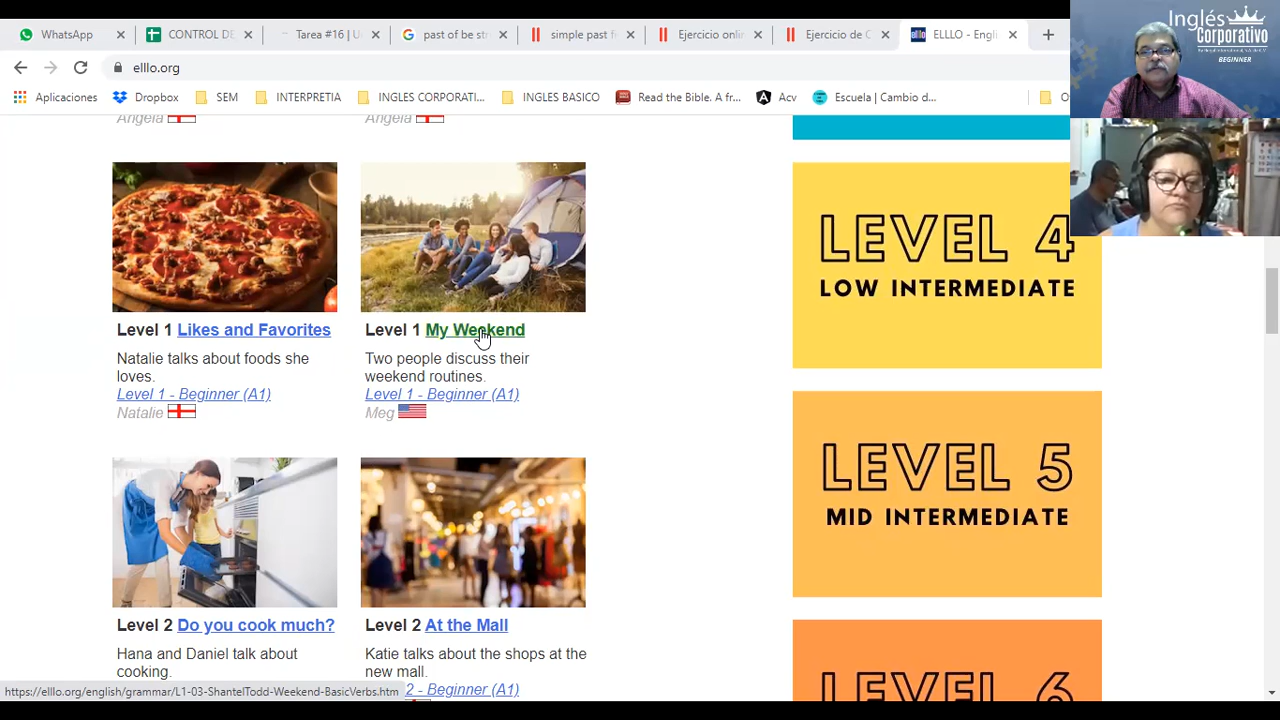 WhatsApp
CONTROL DE
Tarea #16 | U
past of be st
simple past
Ejercicio onlin
Ejercicio de C
ELLLO - Engli
elllo.org
Aplicaciones
Dropbox
SEM
INTERPRETIA
INGLES CORPORATI...
INGLES BASICO
Read the Bible. A fr...
Acv
Escuela | Cambio d...
Inglés
Corporativo
BEGINNER
Angela
Angela
Level 1 Likes and Favorites
Natalie talks about foods she
loves.
Level 1 - Beginner (A1)
Natalie
Level 1 My Weekend
Two people discuss their
weekend routines.
Level 1 - Beginner (A1)
Meg
Level 2 Do you cook much?
Hana and Daniel talk about
cooking.
Level 2 At the Mall
Katie talks about the shops at the
new mall.
2 - Beginner (A1)
LEVEL 4
LOW INTERMEDIATE
LEVEL 5
MID INTERMEDIATE
LEVEL 6
https://elllo.org/english/grammar/L1-03-ShantelTodd-Weekend-BasicVerbs.htm